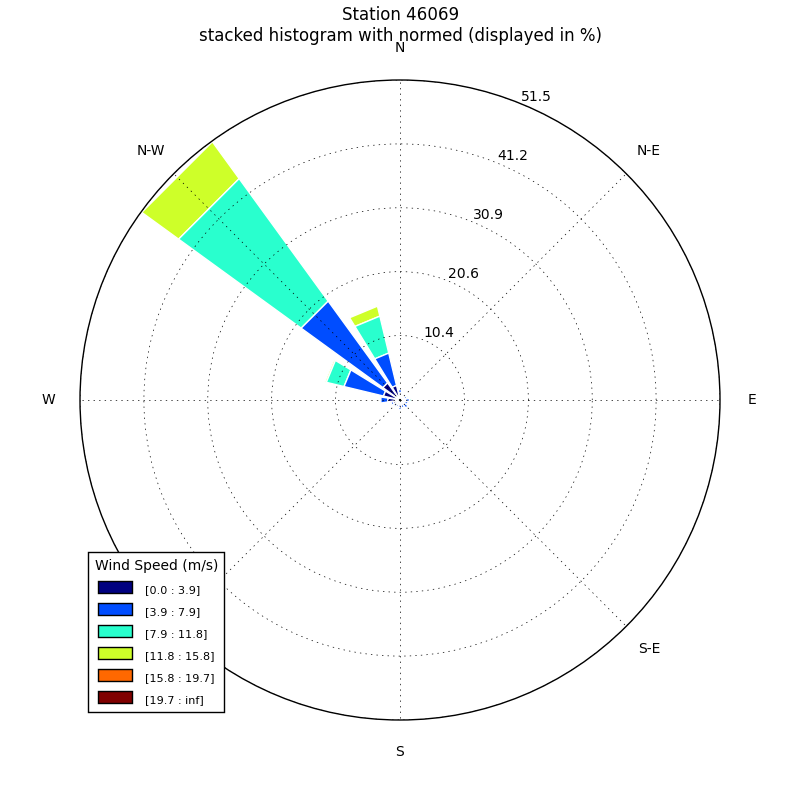 Station 46069
stacked histogram with normed (displayed in %)
N
51.5
N-W
N-E
41.2
30.9
20.6
10.4
W
E
Wind Speed (m/s)
[0.0 : 3.9]
[3.9 : 7.9]
[7.9 : 11.8]
[11.8 : 15.8]
[15.8 : 19.7]
[19.7 : inf]
S-E
S